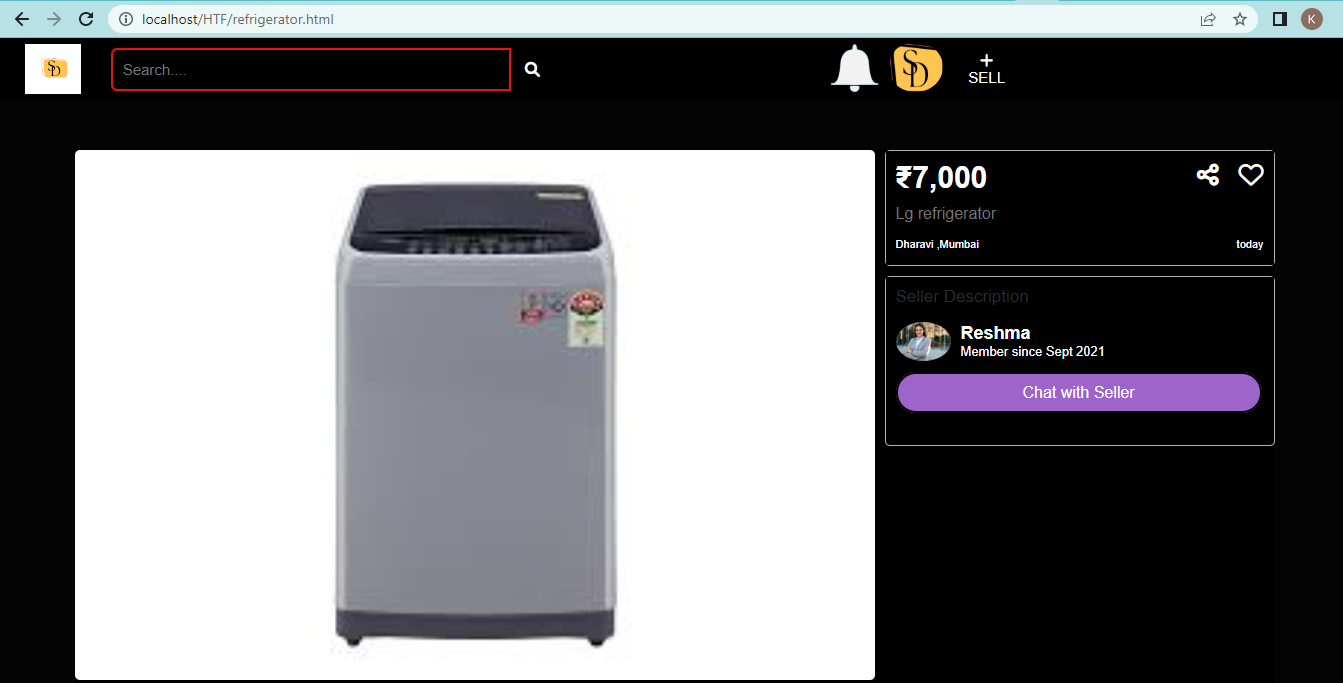 localhost/HTF/refrigerator.html
K
SD
Search....
SD
SELL
₹7,000
Lg refrigerator
Dharavi ,Mumbai
today
Seller Description
Reshma
Member since Sept 2021
Chat with Seller